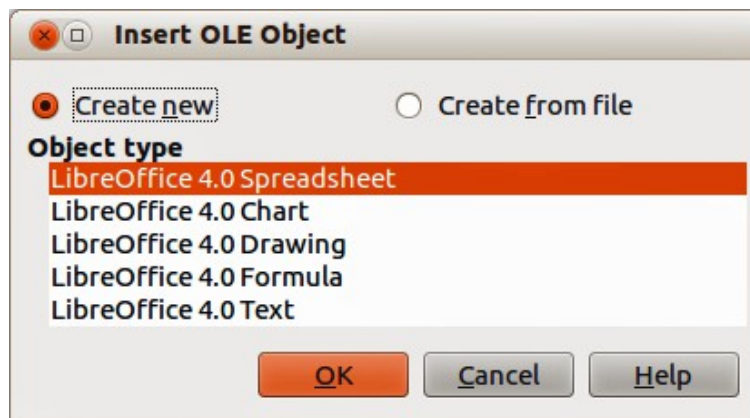 Insert OLE Object
Create new
Create from file
Object type
LibreOffice 4.0 Spreadsheet
LibreOffice 4.0 Chart
LibreOffice 4.0 Drawing
LibreOffice 4.0 Formula
LibreOffice 4.0 Text
OK
Cancel
Help